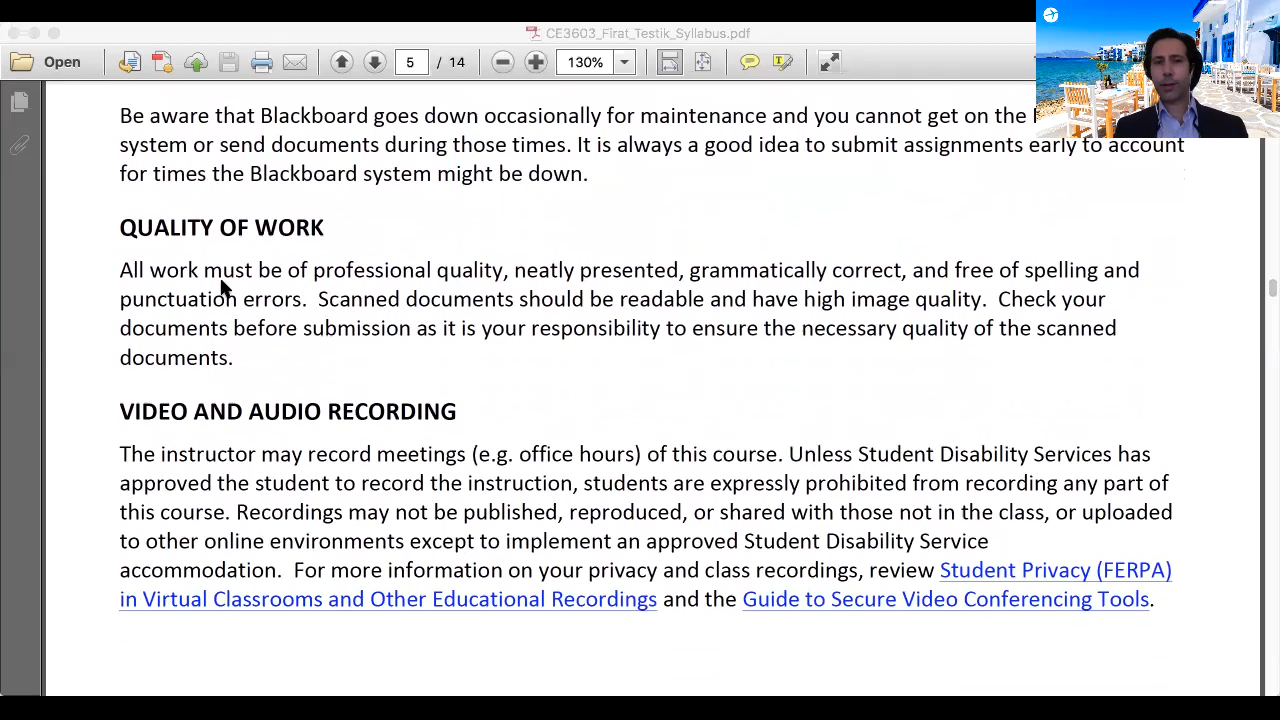 CE3603_Firat_Testik_Syllabus.pdf
Open
5 / 14
130%
Be aware that Blackboard goes down occasionally for maintenance and you cannot get on the
system or send documents during those times. It is always a good idea to submit assignments early to account
for times the Blackboard system might be down.
QUALITY OF WORK
All work must be of professional quality, neatly presented, grammatically correct, and free of spelling and
punctuation errors.  Scanned documents should be readable and have high image quality.  Check your
documents before submission as it is your responsibility to ensure the necessary quality of the scanned
documents.
VIDEO AND AUDIO RECORDING
The instructor may record meetings (e.g. office hours) of this course. Unless Student Disability Services has
approved the student to record the instruction, students are expressly prohibited from recording any part of
this course. Recordings may not be published, reproduced, or shared with those not in the class, or uploaded
to other online environments except to implement an approved Student Disability Service
accommodation.  For more information on your privacy and class recordings, review Student Privacy (FERPA)
in Virtual Classrooms and Other Educational Recordings and the Guide to Secure Video Conferencing Tools.